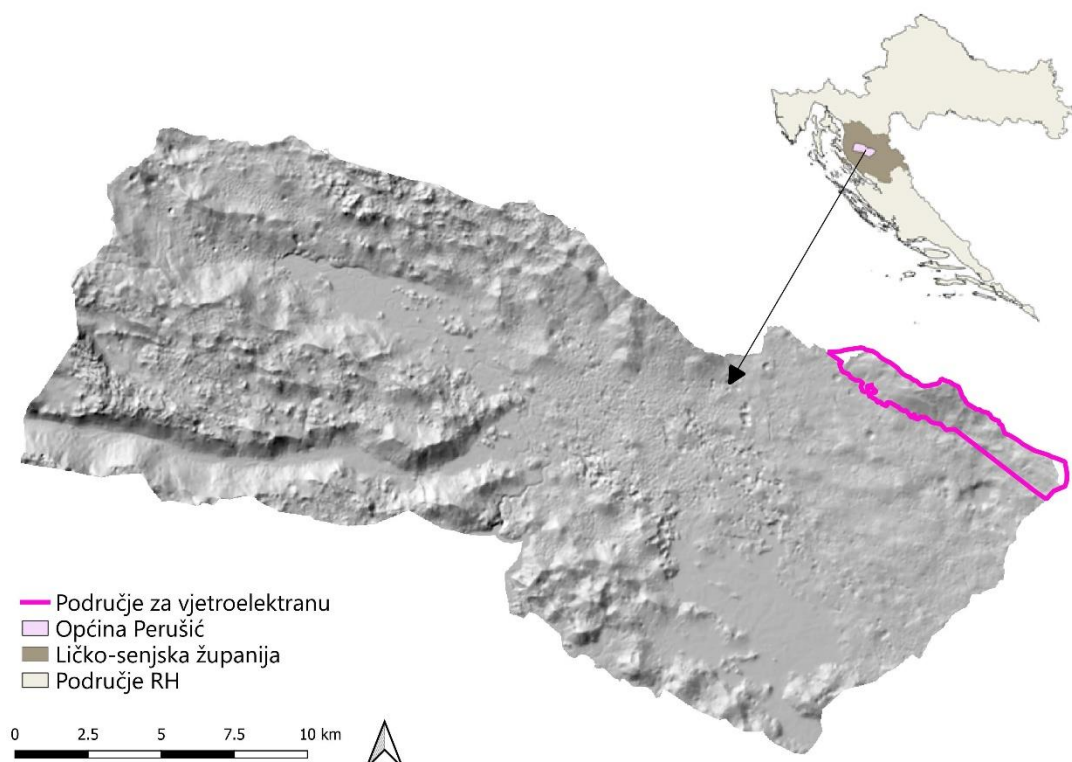 Područje za vjetroelektranu
Općina Perušić
Ličko-senjska županija
Područje RH
0 2.5 5 7.5 10 km